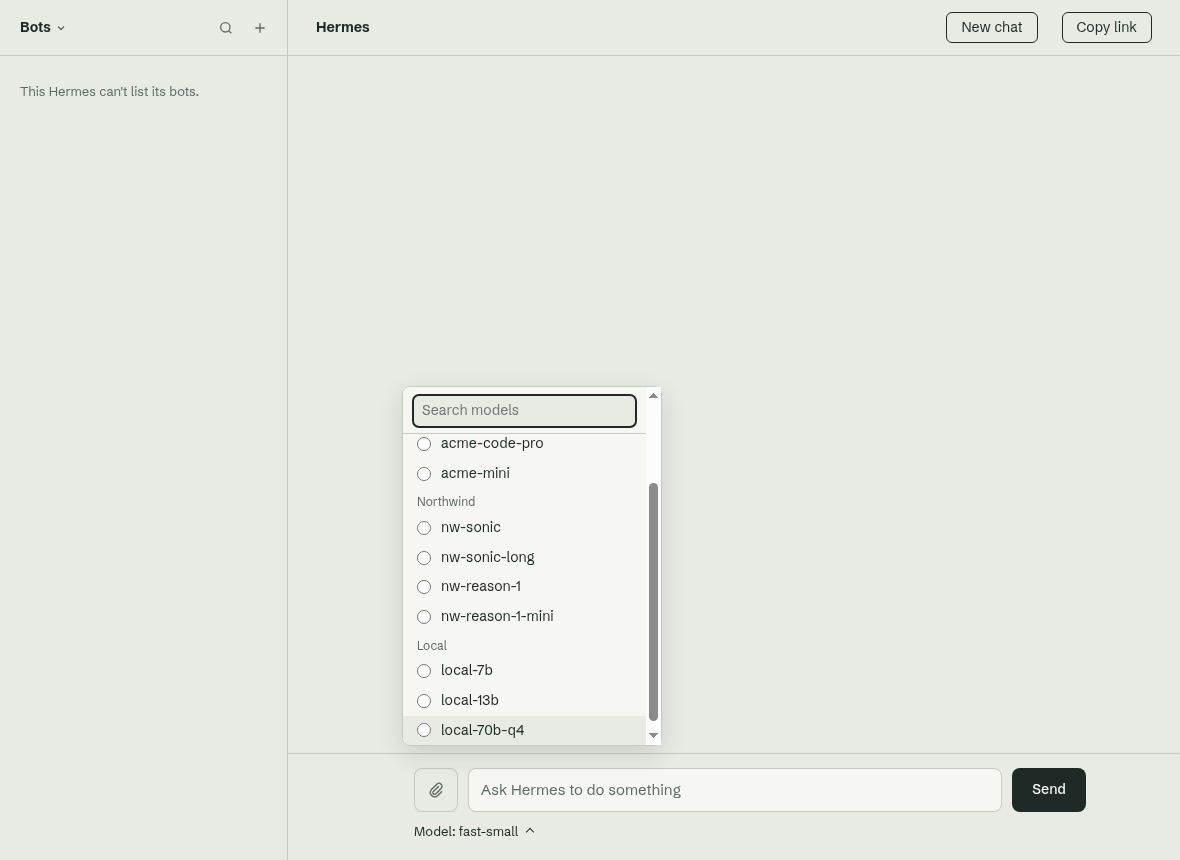 Bots
Hermes
New chat
Copy link
This Hermes can't list its bots.
Search models
acme-code-pro
acme-mini
Northwind
nw-sonic
nw-sonic-long
nw-reason-1
nw-reason-1-mini
Local
local-7b
local-13b
local-70b-q4
Ask Hermes to do something
Send
Model: fast-small